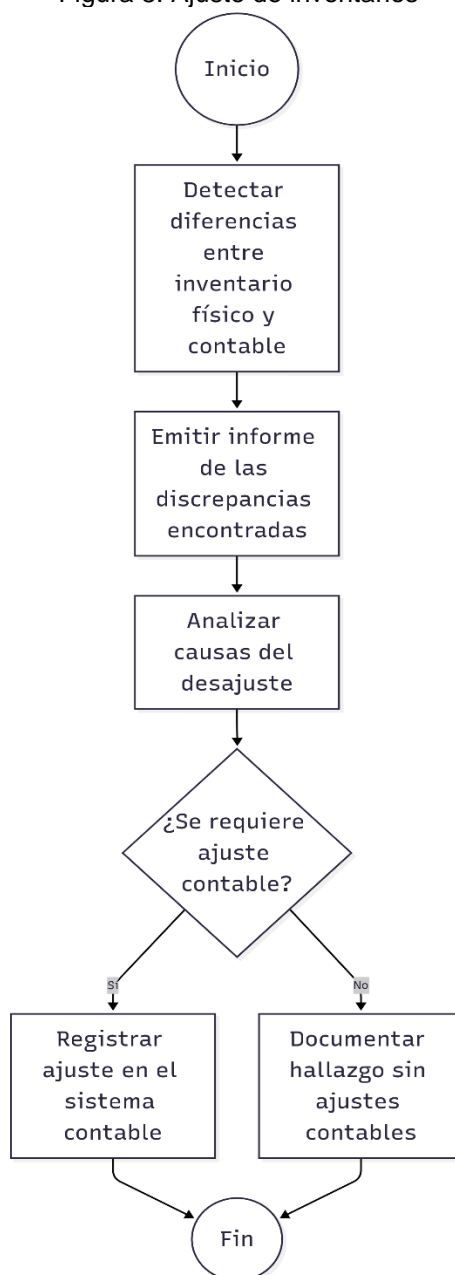 Inicio
Detectar
diferencias
entre
inventario
físico y
contable
Emitir informe
de las
discrepancias
encontradas
Analizar
causas del
desajuste
¿Se requiere
ajuste
contable?
Sí
No
Registrar
ajuste en el
sistema
contable
Documentar
hallazgo sin
ajustes
contables
Fin